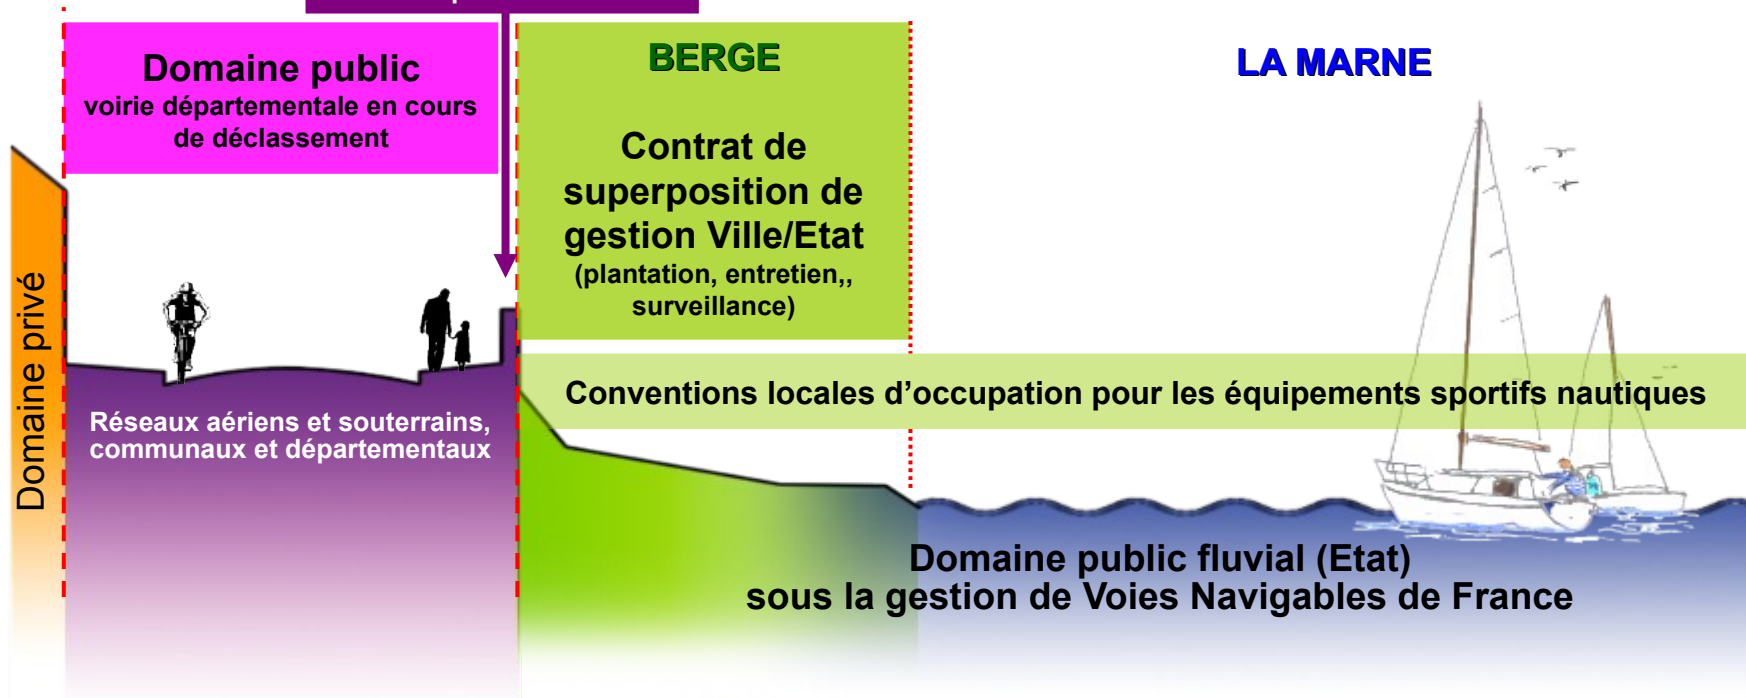 Domaine public
voirie départementale en cours
de déclassement
BERGE
Contrat de
superposition de
gestion Ville/Etat
(plantation, entretien,,
surveillance)
LA MARNE
Domaine privé
Conventions locales d’occupation pour les équipements sportifs nautiques
Réseaux aériens et souterrains,
communaux et départementaux
Domaine public fluvial (Etat)
sous la gestion de Voies Navigables de France